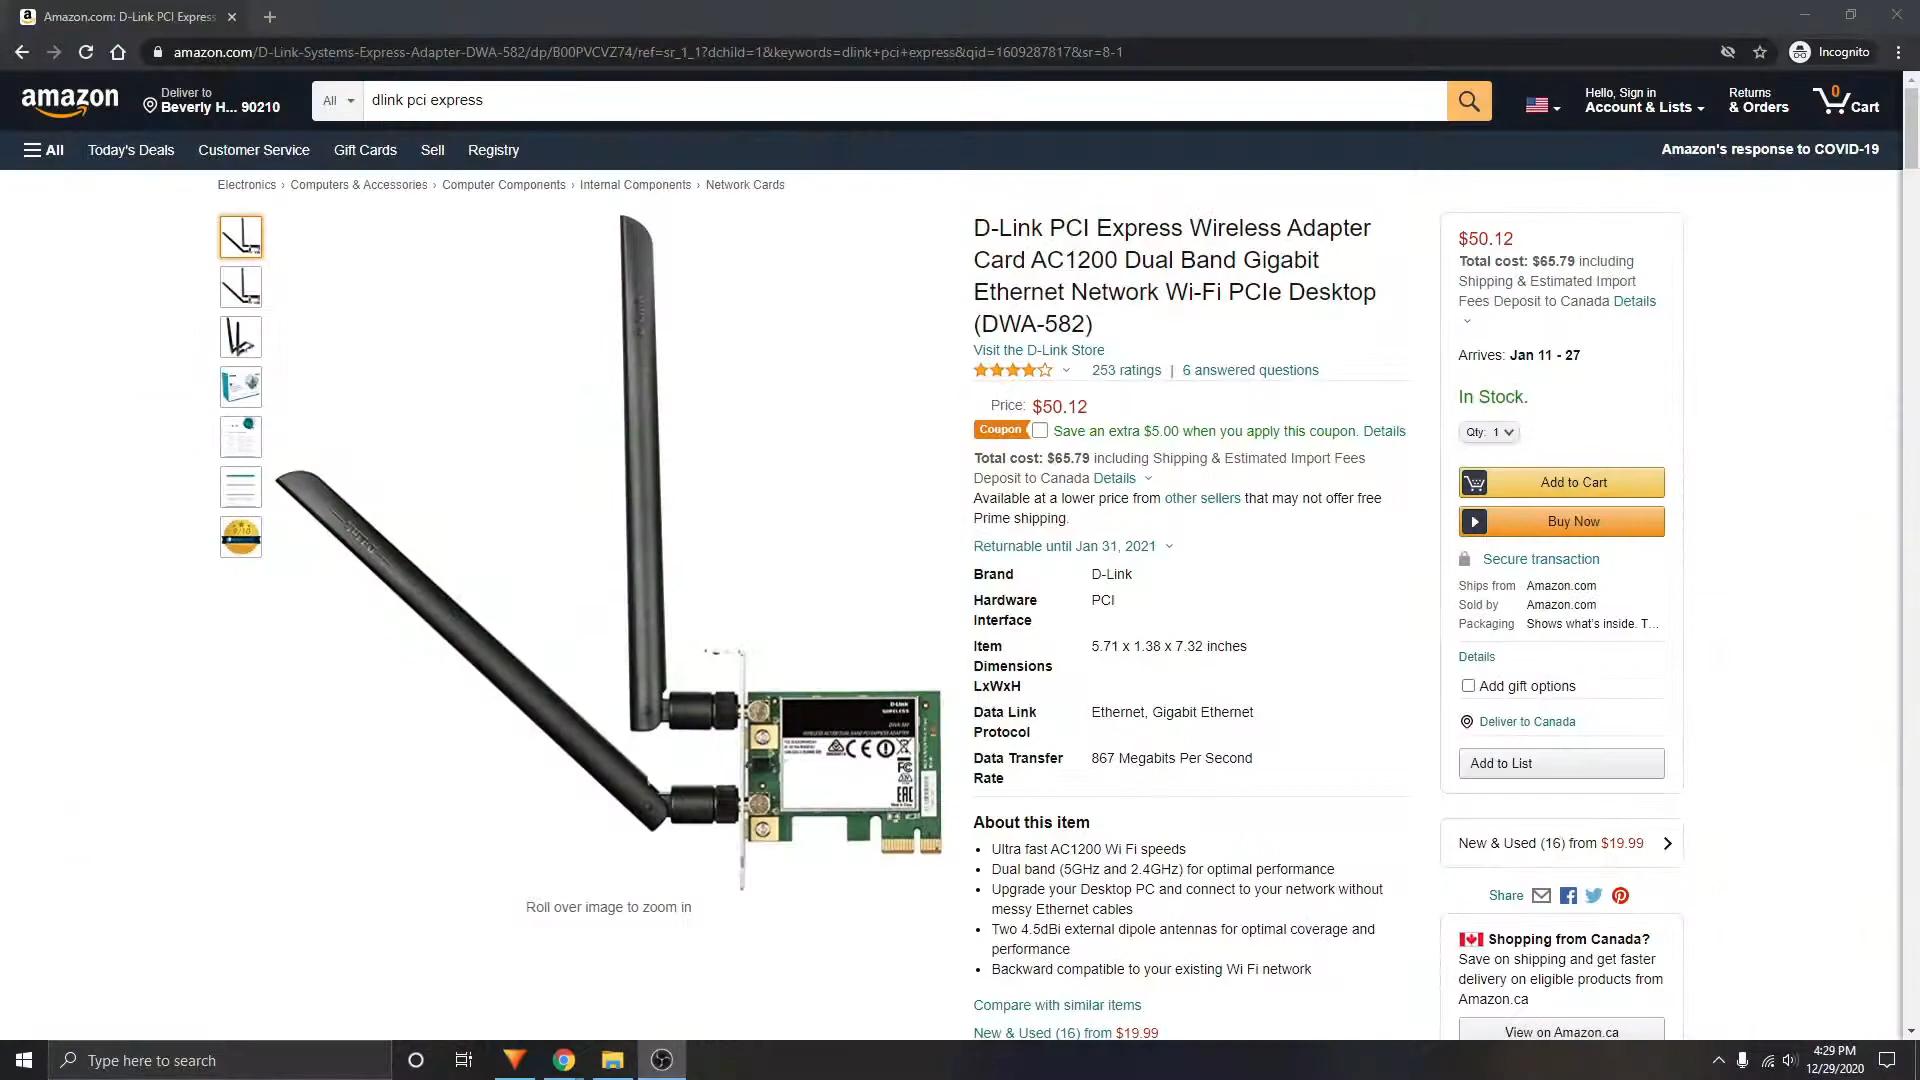 Amazon.com: D-Link PCI Express
amazon.com/D-Link-Systems-Express-Adapter-DWA-582/dp/B00PVCVZ74/ref=sr_1_1?dchild=1&keywords=dlink+pci+express&qid=1609287817&sr=8-1
Incognito
amazon
Deliver to
Beverly H... 90210
All
dlink pci express
Hello, Sign in
Account & Lists
Returns
& Orders
0
Cart
All
Today's Deals
Customer Service
Gift Cards
Sell
Registry
Amazon's response to COVID-19
Electronics › Computers & Accessories › Computer Components › Internal Components › Network Cards
D-Link PCI Express Wireless Adapter
Card AC1200 Dual Band Gigabit
Ethernet Network Wi-Fi PCIe Desktop
(DWA-582)
Visit the D-Link Store
253 ratings | 6 answered questions
Price: $50.12
Coupon Save an extra $5.00 when you apply this coupon. Details
Total cost: $65.79 including Shipping & Estimated Import Fees
Deposit to Canada Details
Available at a lower price from other sellers that may not offer free
Prime shipping.
Returnable until Jan 31, 2021
Brand D-Link
Hardware PCI
Interface
Item 5.71 x 1.38 x 7.32 inches
Dimensions
LxWxH
Data Link Ethernet, Gigabit Ethernet
Protocol
Data Transfer 867 Megabits Per Second
Rate
About this item
Ultra fast AC1200 Wi Fi speeds
Dual band (5GHz and 2.4GHz) for optimal performance
Upgrade your Desktop PC and connect to your network without
messy Ethernet cables
Two 4.5dBi external dipole antennas for optimal coverage and
performance
Backward compatible to your existing Wi Fi network
Compare with similar items
New & Used (16) from $19.99
D-Link
WIRELESS
FC
EAC
Roll over image to zoom in
$50.12
Total cost: $65.79 including
Shipping & Estimated Import
Fees Deposit to Canada Details
Arrives: Jan 11 - 27
In Stock.
Qty: 1
Add to Cart
Buy Now
Secure transaction
Ships from Amazon.com
Sold by Amazon.com
Packaging Shows what's inside. T...
Details
Add gift options
Deliver to Canada
Add to List
New & Used (16) from $19.99
Share
Shopping from Canada?
Save on shipping and get faster
delivery on eligible products from
Amazon.ca
View on Amazon.ca
Type here to search
4:29 PM
12/29/2020